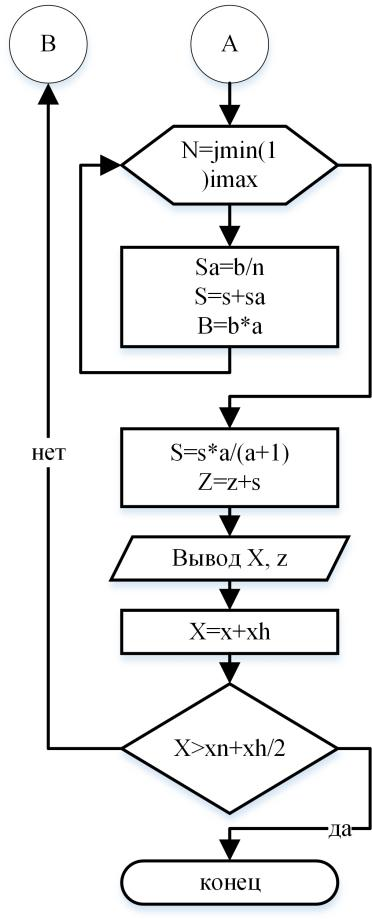 В
А
N=jmin(1
)imax
Sa=b/n
S=s+sa
B=b*a
нет
S=s*a/(a+1)
Z=z+s
Вывод X, z
X=x+xh
X>xn+xh/2
да
конец